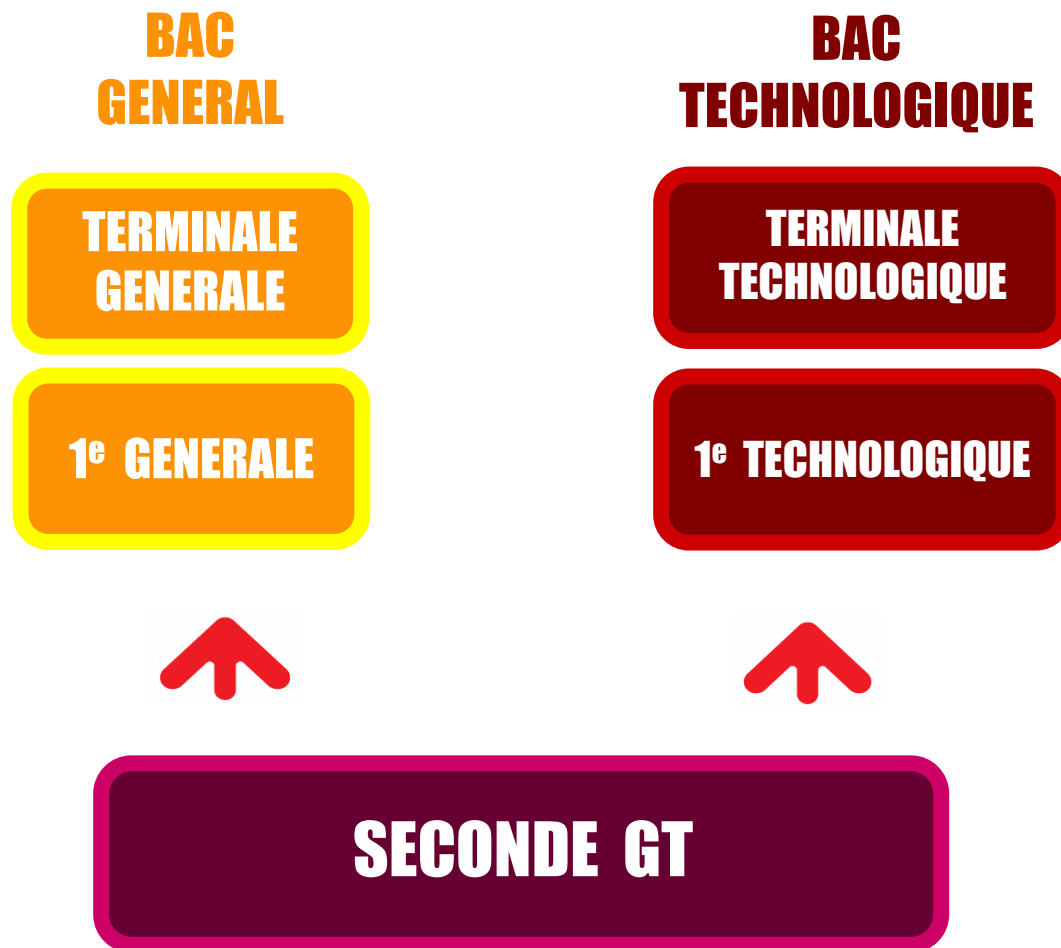 BAC
GENERAL
TERMINALE
GENERALE
1e GENERALE
BAC
TECHNOLOGIQUE
TERMINALE
TECHNOLOGIQUE
1e TECHNOLOGIQUE
SECONDE GT